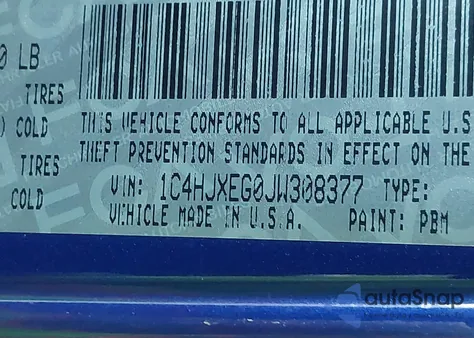 0 LB
TIRES
) COLD
TIRES
COLD
THIS VEHICLE CONFORMS TO ALL APPLICABLE U.S
THEFT PREVENTION STANDARDS IN EFFECT ON THE
VIN: 1C4HJXEG0JW308377 TYPE:
VEHICLE MADE IN U.S.A. PAINT: PBM
autoSnap